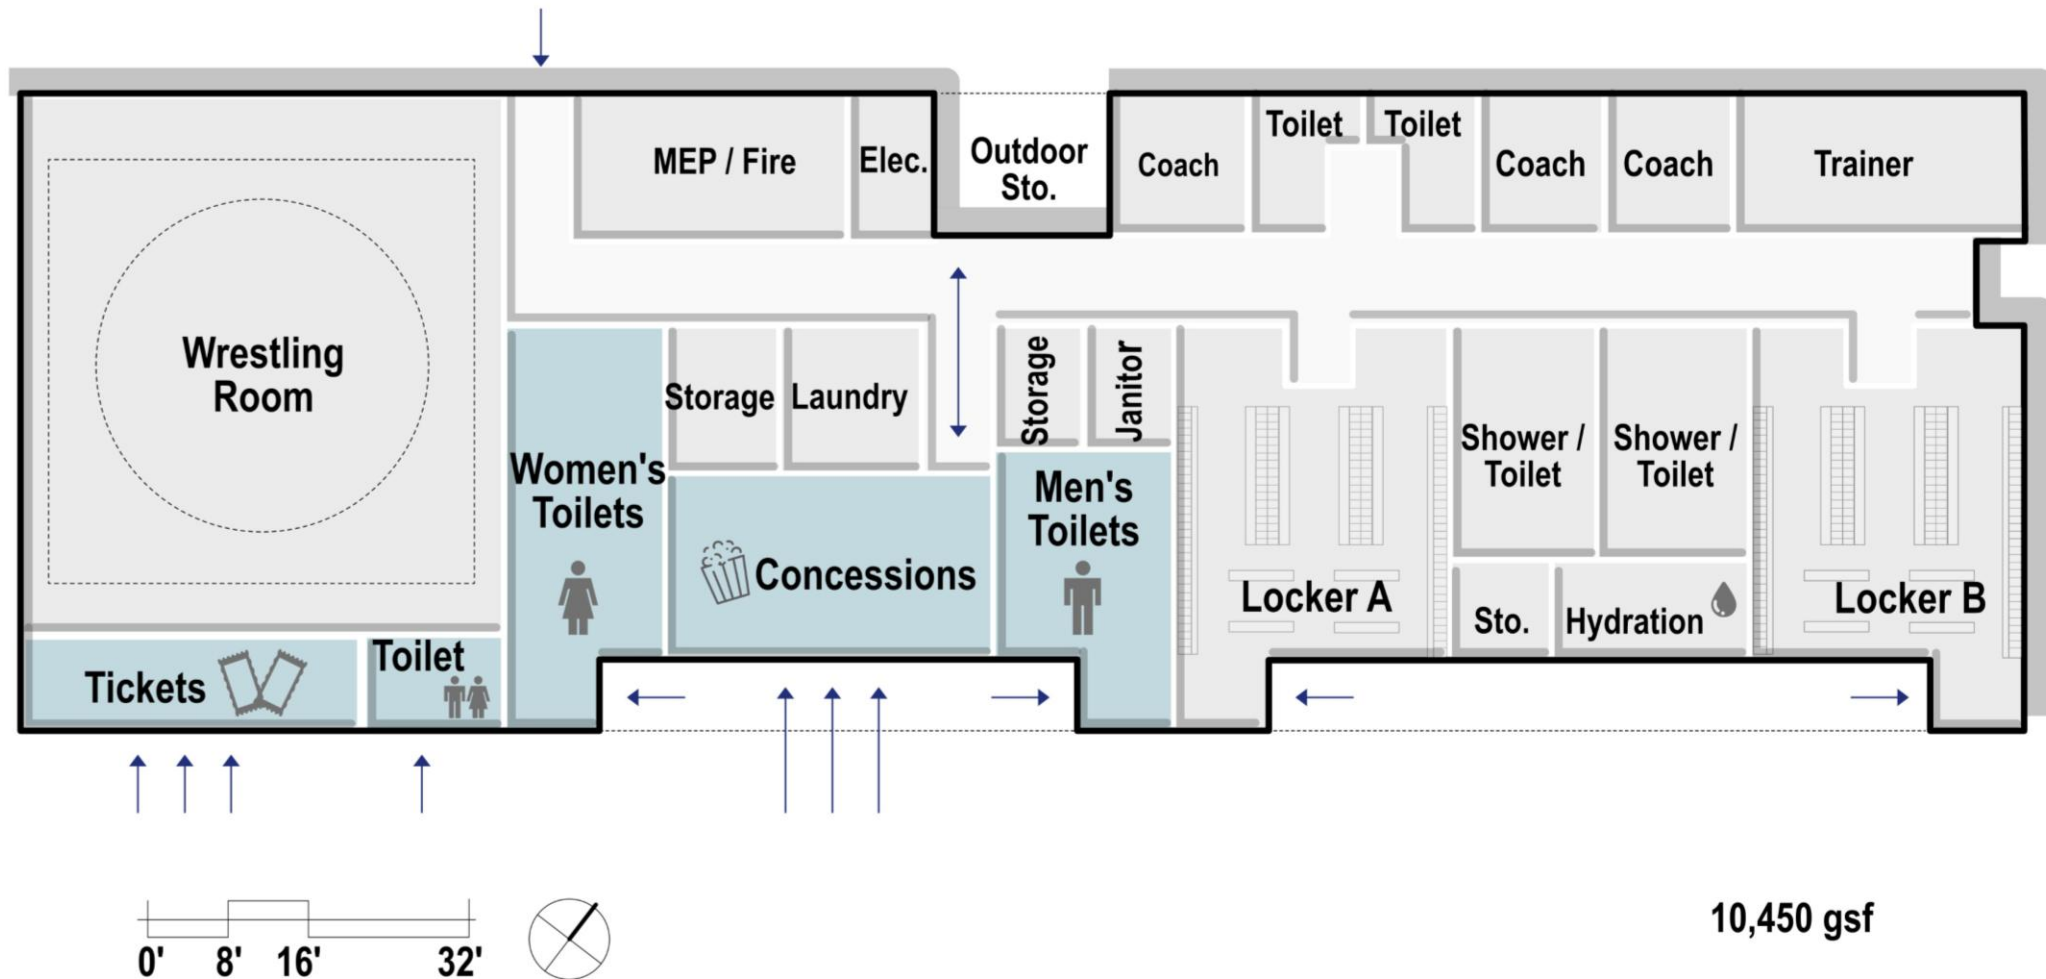 MEP / Fire
Elec.
Outdoor
Sto.
Coach
Toilet
Toilet
Coach
Coach
Trainer
Wrestling
Room
Storage
Laundry
Storage
Janitor
Women's
Toilets
Men's
Toilets
Shower /
Toilet
Shower /
Toilet
Concessions
Locker A
Sto.
Hydration
Locker B
Tickets
Toilet
0' 8' 16' 32'
10,450 gsf